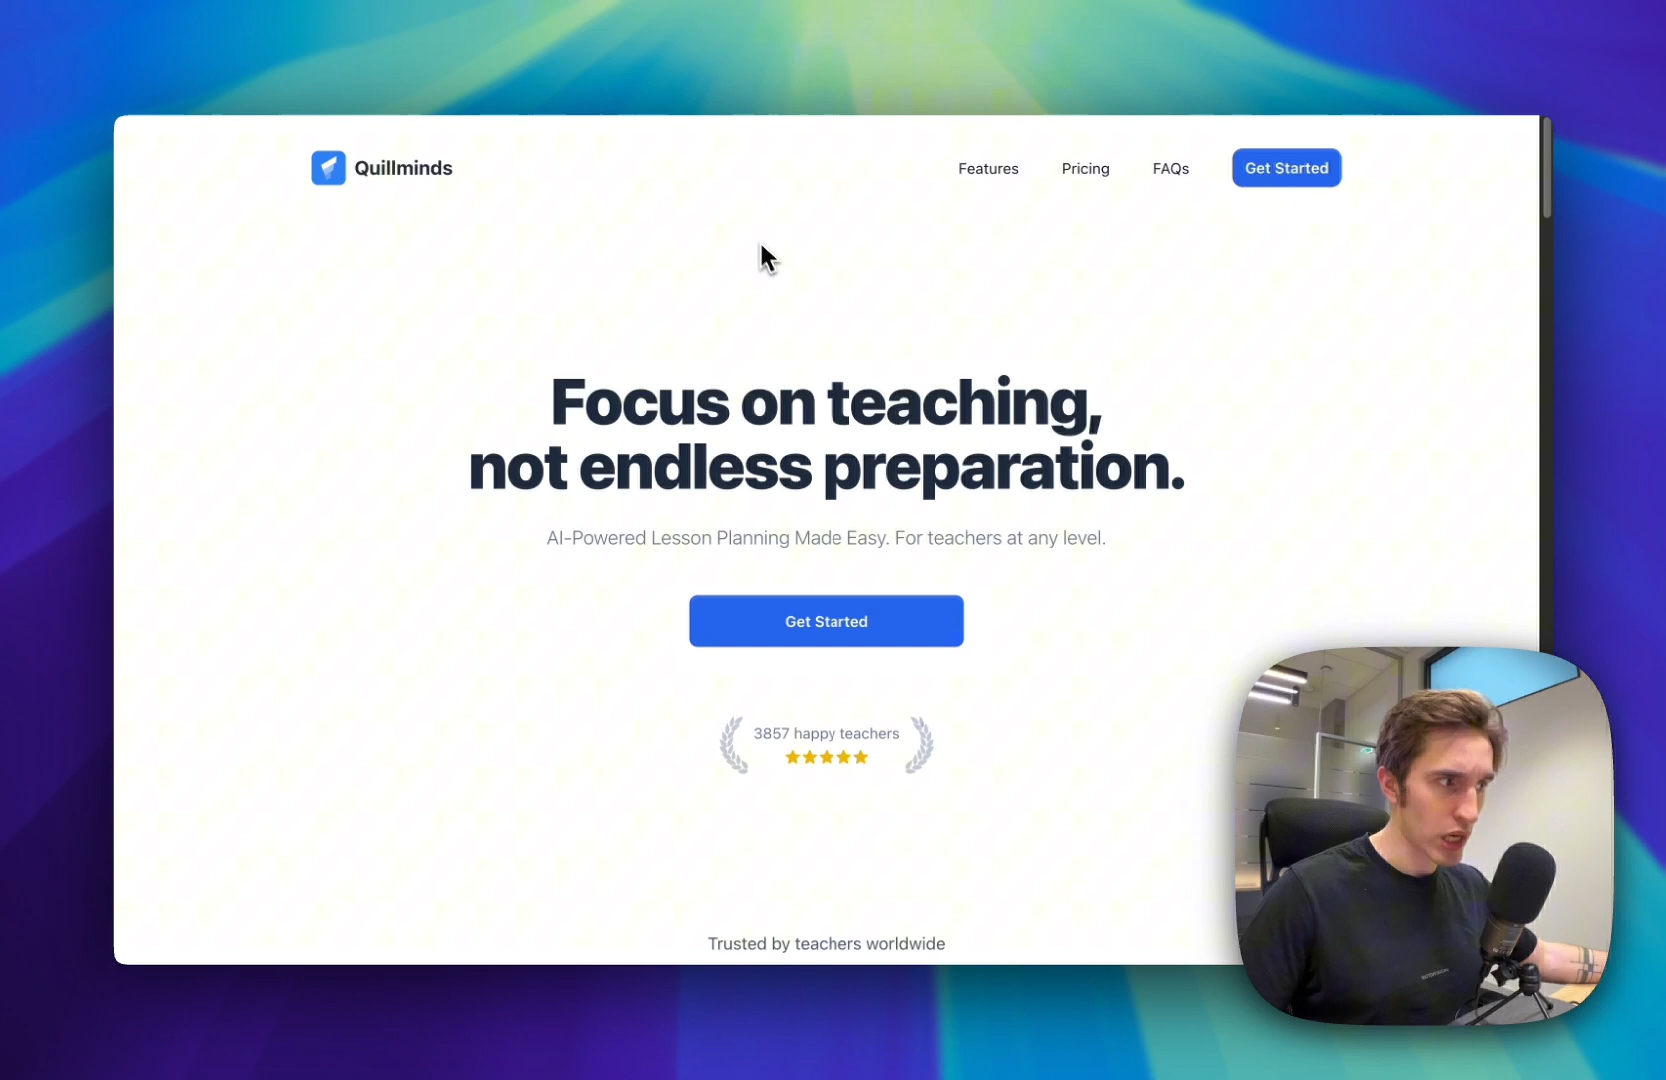 Quillminds
Features
Pricing
FAQs
Get Started
Focus on teaching,
not endless preparation.
AI-Powered Lesson Planning Made Easy. For teachers at any level.
Get Started
3857 happy teachers
Trusted by teachers worldwide